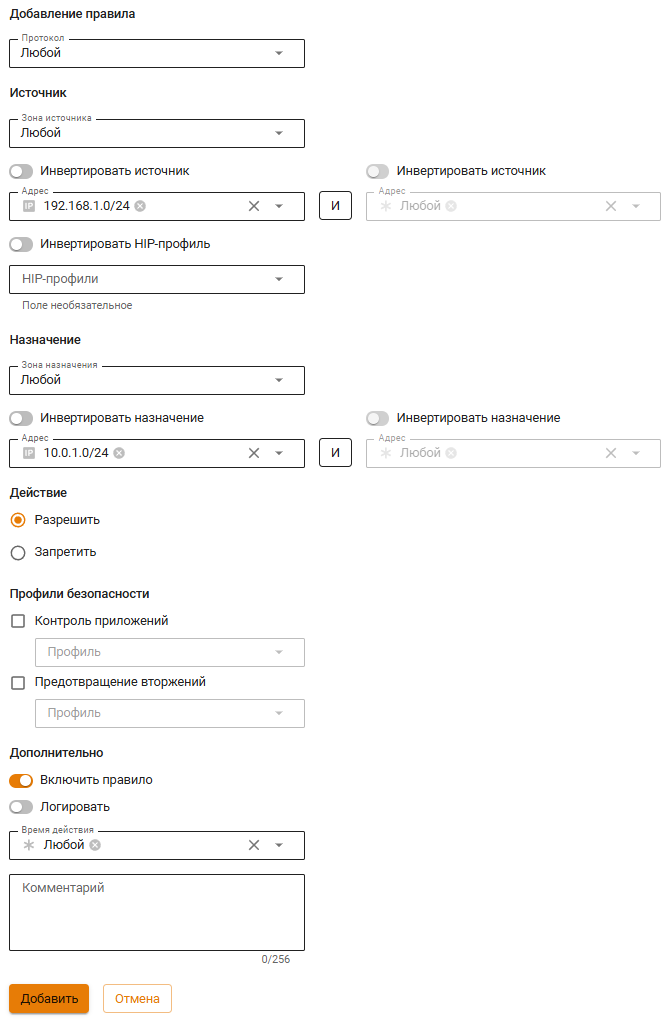 Добавление правила
Протокол
Любой
Источник
Зона источника
Любой
Инвертировать источник
Инвертировать источник
Адрес
IP 192.168.1.0/24
И
Адрес
Любой
Инвертировать HIP-профиль
HIP-профили
Поле необязательное
Назначение
Зона назначения
Любой
Инвертировать назначение
Инвертировать назначение
Адрес
IP 10.0.1.0/24
И
Адрес
Любой
Действие
Разрешить
Запретить
Профили безопасности
Контроль приложений
Профиль
Предотвращение вторжений
Профиль
Дополнительно
Включить правило
Логировать
Время действия
Любой
Комментарий
0/256
Добавить
Отмена